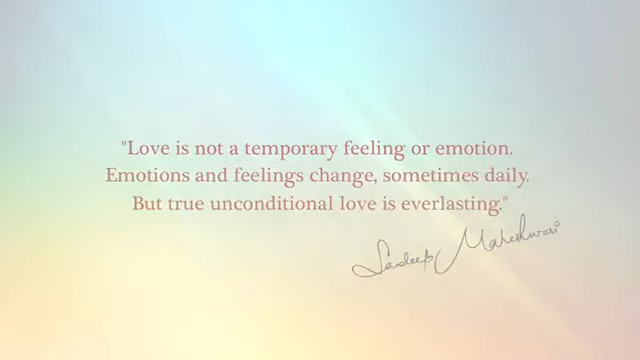 "Love is not a temporary feeling or emotion.
Emotions and feelings change, sometimes daily.
But true unconditional love is everlasting."
Sandeep Maheshwari